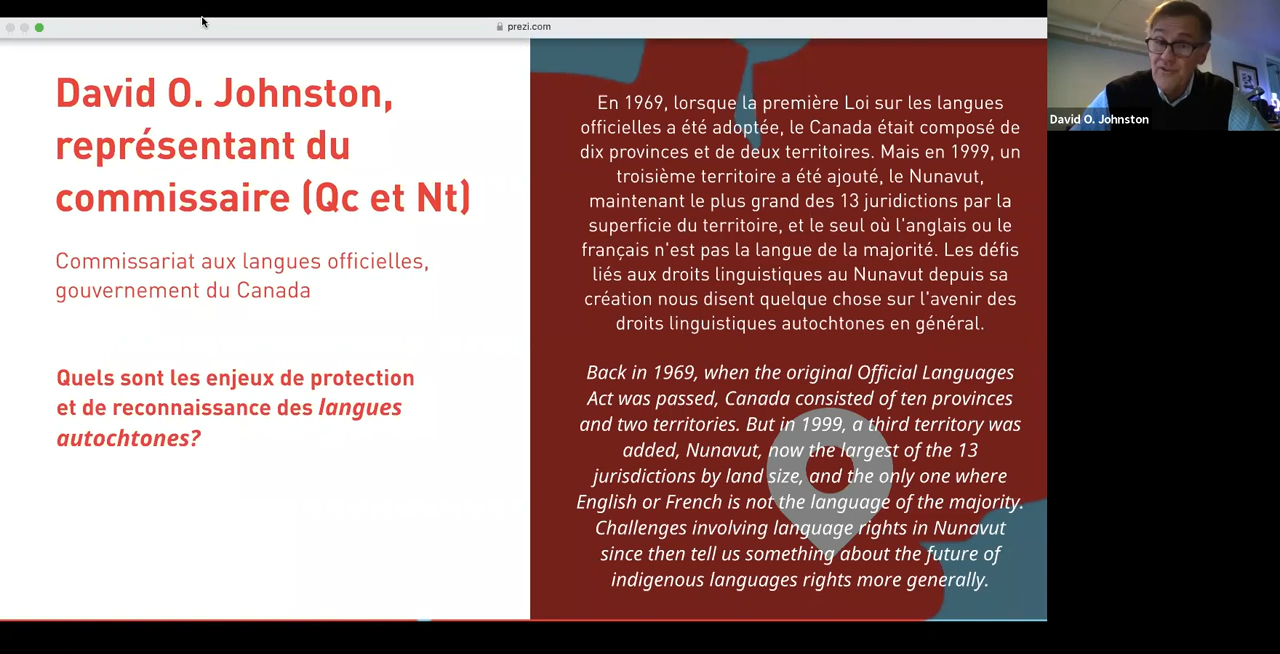 prezi.com
David O. Johnston,
représentant du
commissaire (Qc et Nt)
Commissariat aux langues officielles,
gouvernement du Canada
Quels sont les enjeux de protection
et de reconnaissance des langues
autochtones?
En 1969, lorsque la première Loi sur les langues
officielles a été adoptée, le Canada était composé de
dix provinces et de deux territoires. Mais en 1999, un
troisième territoire a été ajouté, le Nunavut,
maintenant le plus grand des 13 juridictions par la
superficie du territoire, et le seul où l'anglais ou le
français n'est pas la langue de la majorité. Les défis
liés aux droits linguistiques au Nunavut depuis sa
création nous disent quelque chose sur l'avenir des
droits linguistiques autochtones en général.
Back in 1969, when the original Official Languages
Act was passed, Canada consisted of ten provinces
and two territories. But in 1999, a third territory was
added, Nunavut, now the largest of the 13
jurisdictions by land size, and the only one where
English or French is not the language of the majority.
Challenges involving language rights in Nunavut
since then tell us something about the future of
indigenous languages rights more generally.
David O. Johnston